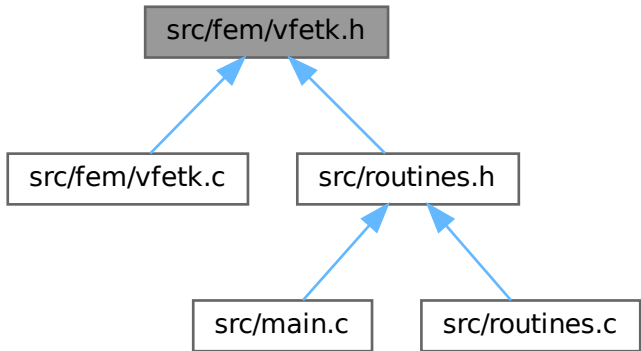 src/fem/vfetk.h
src/fem/vfetk.c
src/routines.h
src/main.c
src/routines.c